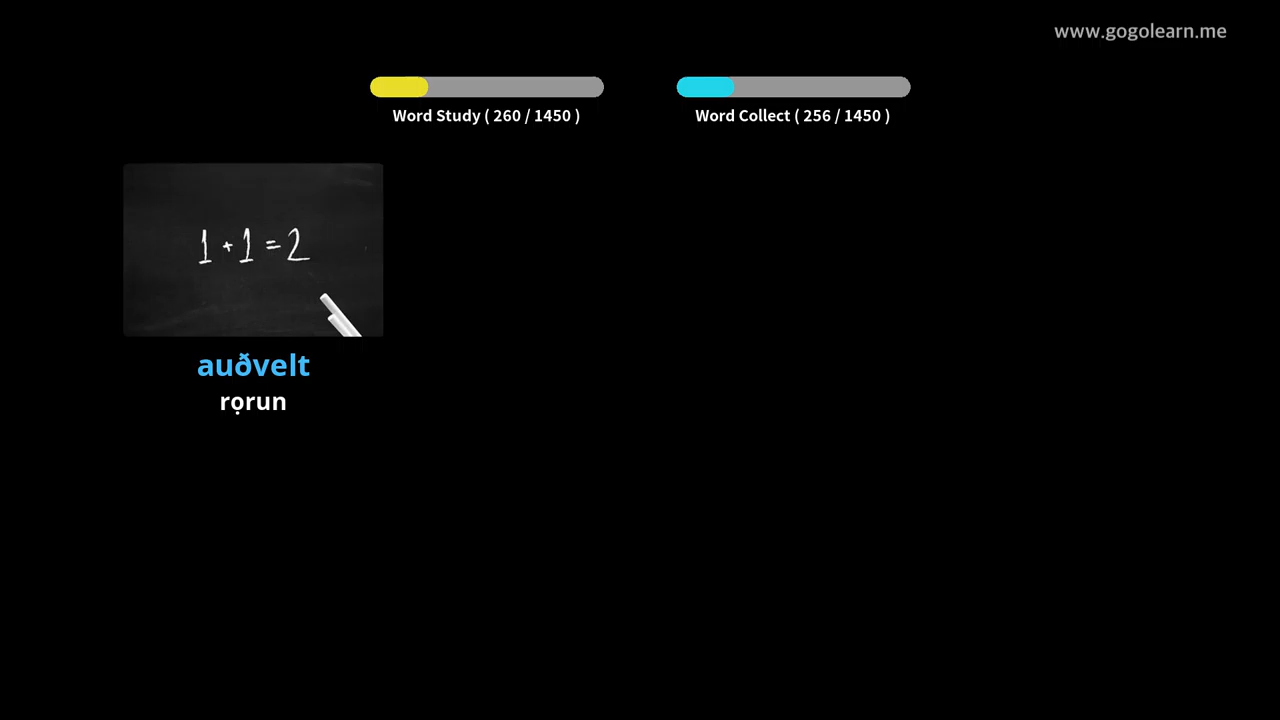 www.gogolearn.me
Word Study ( 260 / 1450 )
Word Collect ( 256 / 1450 )
1 + 1 = 2
auðvelt
rọrun